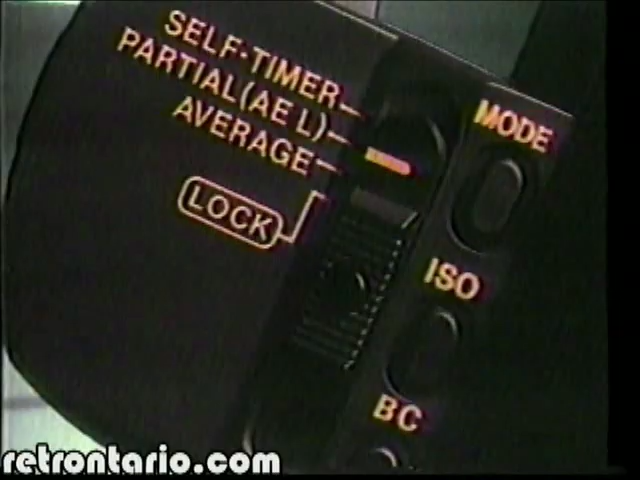 SELF-TIMER
PARTIAL(AE L)
AVERAGE
LOCK
MODE
ISO
BC
retrontario.com